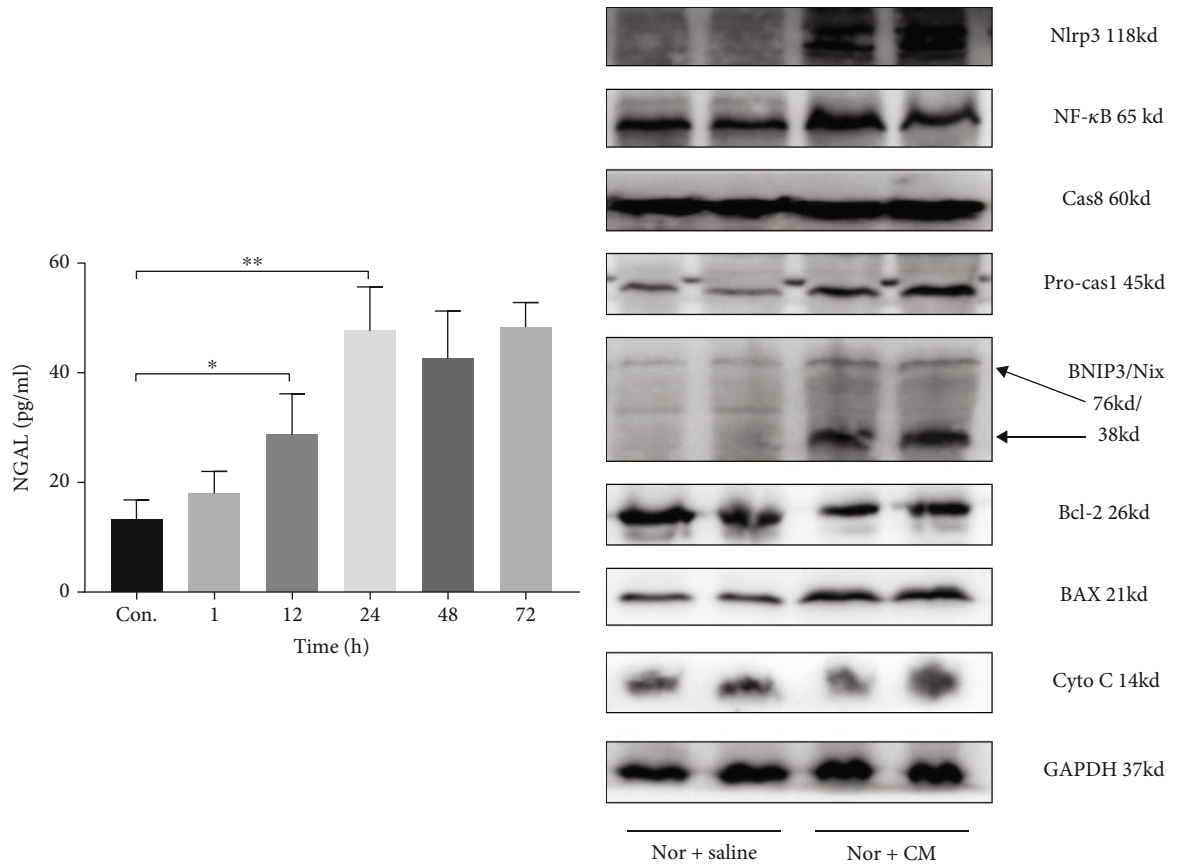 NGAL (pg/ml)
60
40
20
0
**
*
Con. 1 12 24 48 72
Time (h)
Nlrp3 118kd
NF-κB 65 kd
Cas8 60kd
Pro-cas1 45kd
BNIP3/Nix
76kd/
38kd
Bcl-2 26kd
BAX 21kd
Cyto C 14kd
GAPDH 37kd
Nor + saline Nor + CM